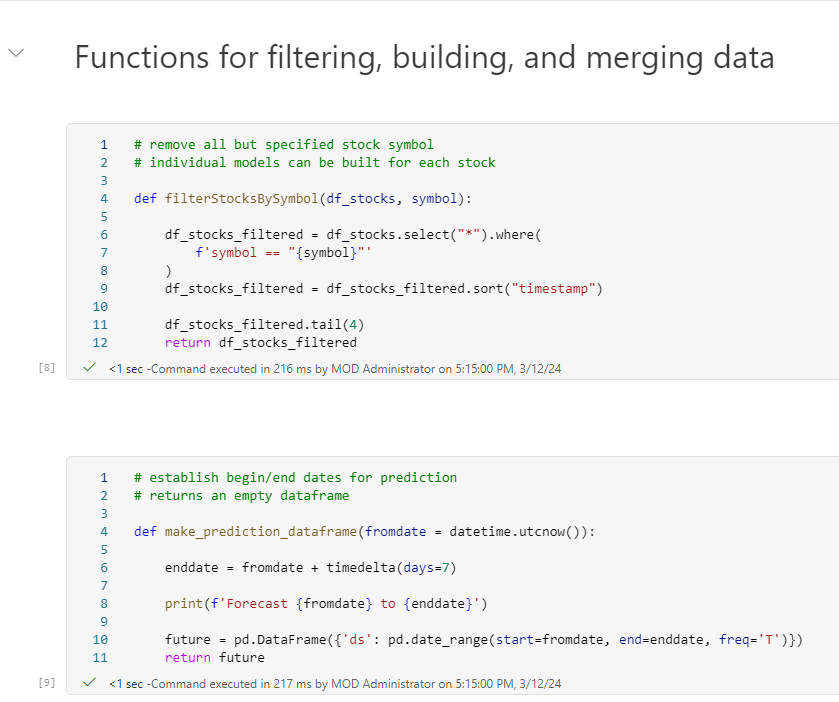 Functions for filtering, building, and merging data
1 # remove all but specified stock symbol
2 # individual models can be built for each stock
3
4 def filterStocksBySymbol(df_stocks, symbol):
5
6 df_stocks_filtered = df_stocks.select("*").where(
7 f'symbol == "{symbol}"'
8 )
9 df_stocks_filtered = df_stocks_filtered.sort("timestamp")
10
11 df_stocks_filtered.tail(4)
12 return df_stocks_filtered
[8] <1 sec -Command executed in 216 ms by MOD Administrator on 5:15:00 PM, 3/12/24
1 # establish begin/end dates for prediction
2 # returns an empty dataframe
3
4 def make_prediction_dataframe(fromdate = datetime.utcnow()):
5
6 enddate = fromdate + timedelta(days=7)
7
8 print(f'Forecast {fromdate} to {enddate}')
9
10 future = pd.DataFrame({'ds': pd.date_range(start=fromdate, end=enddate, freq='T')})
11 return future
[9] <1 sec -Command executed in 217 ms by MOD Administrator on 5:15:00 PM, 3/12/24